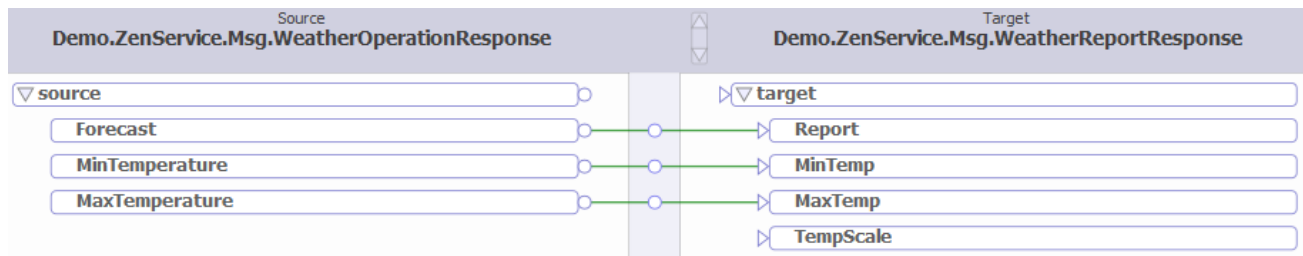 Source
Target
Demo.ZenService.Msg.WeatherOperationResponse
Demo.ZenService.Msg.WeatherReportResponse
source
target
Forecast
Report
MinTemperature
MinTemp
MaxTemperature
MaxTemp
TempScale